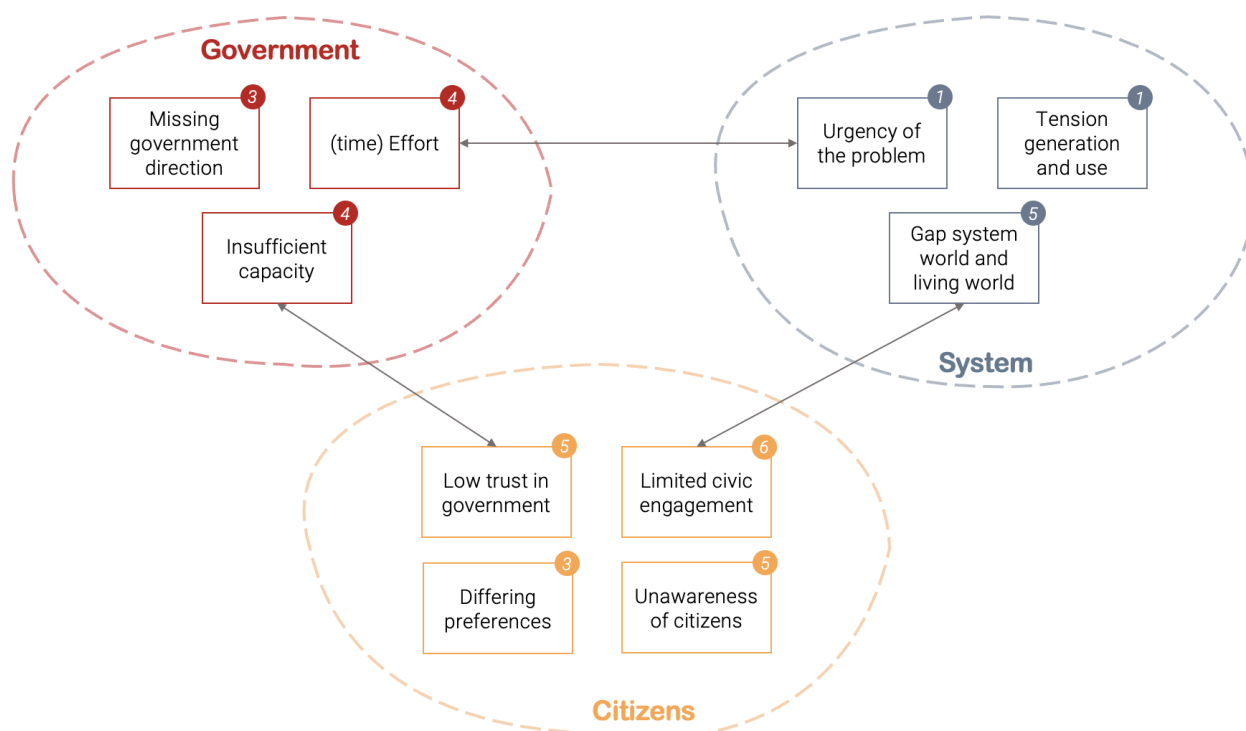 Government
3
Missing
government
direction
4
(time) Effort
4
Insufficient
capacity
1
Urgency of
the problem
1
Tension
generation
and use
5
Gap system
world and
living world
System
5
Low trust in
government
6
Limited civic
engagement
3
Differing
preferences
5
Unawareness
of citizens
Citizens